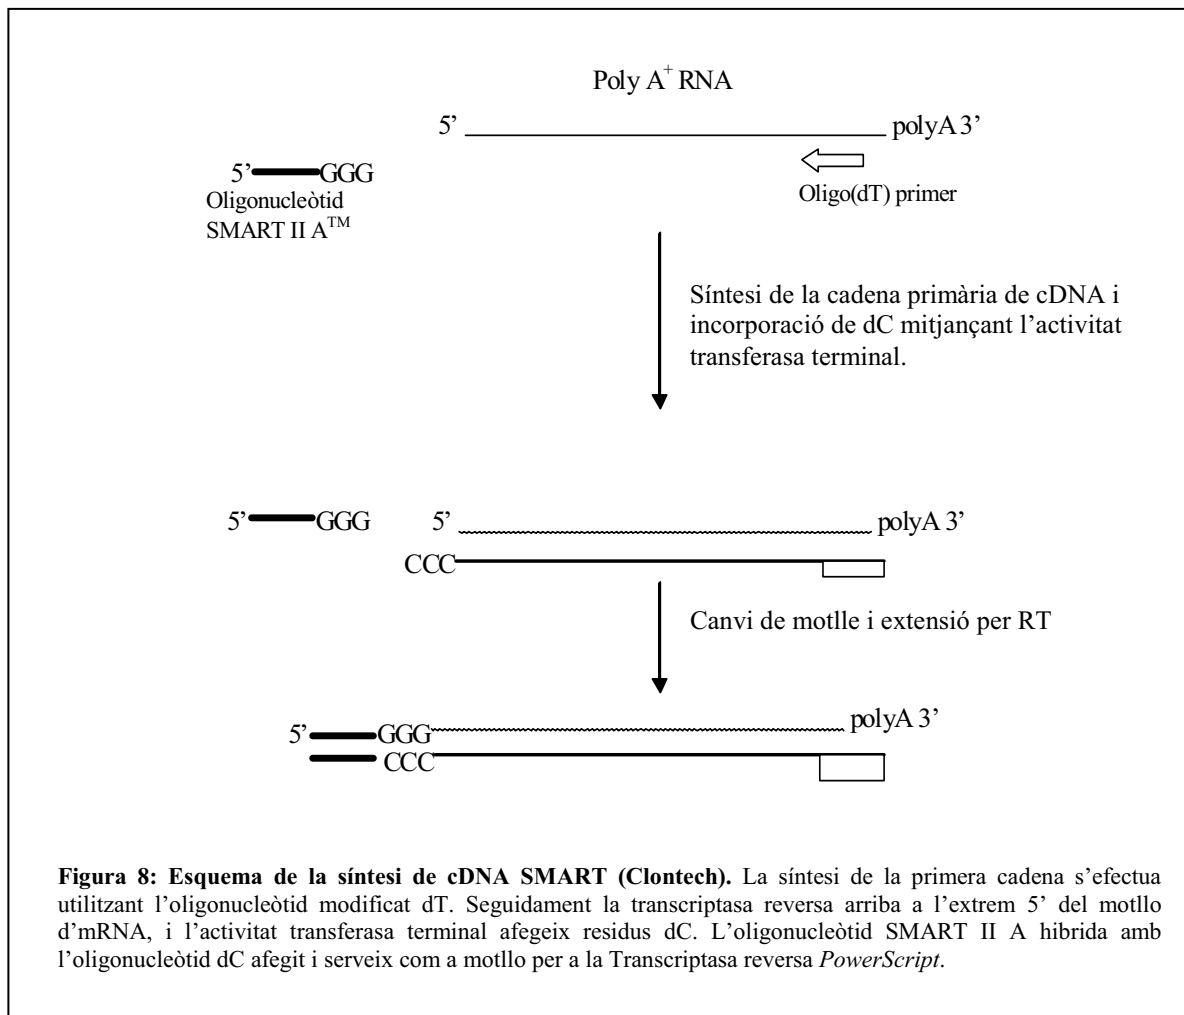 Poly A+ RNA
5’ polyA 3’
5’ GGG
Oligonucleòtid
SMART II A™
Oligo(dT) primer
Síntesi de la cadena primària de cDNA i
incorporació de dC mitjançant l’activitat
transferasa terminal.
5’ GGG 5’ polyA 3’
CCC
Canvi de motlle i extensió per RT
polyA 3’
5’ GGG
CCC
Figura 8: Esquema de la síntesi de cDNA SMART (Clontech). La síntesi de la primera cadena s’efectua
utilitzant l’oligonucleòtid modificat dT. Seguidament la transcriptasa reversa arriba a l’extrem 5’ del motllo
d’mRNA, i l’activitat transferasa terminal afegeix residus dC. L’oligonucleòtid SMART II A hibrida amb
l’oligonucleòtid dC afegit i serveix com a motllo per a la Transcriptasa reversa PowerScript.